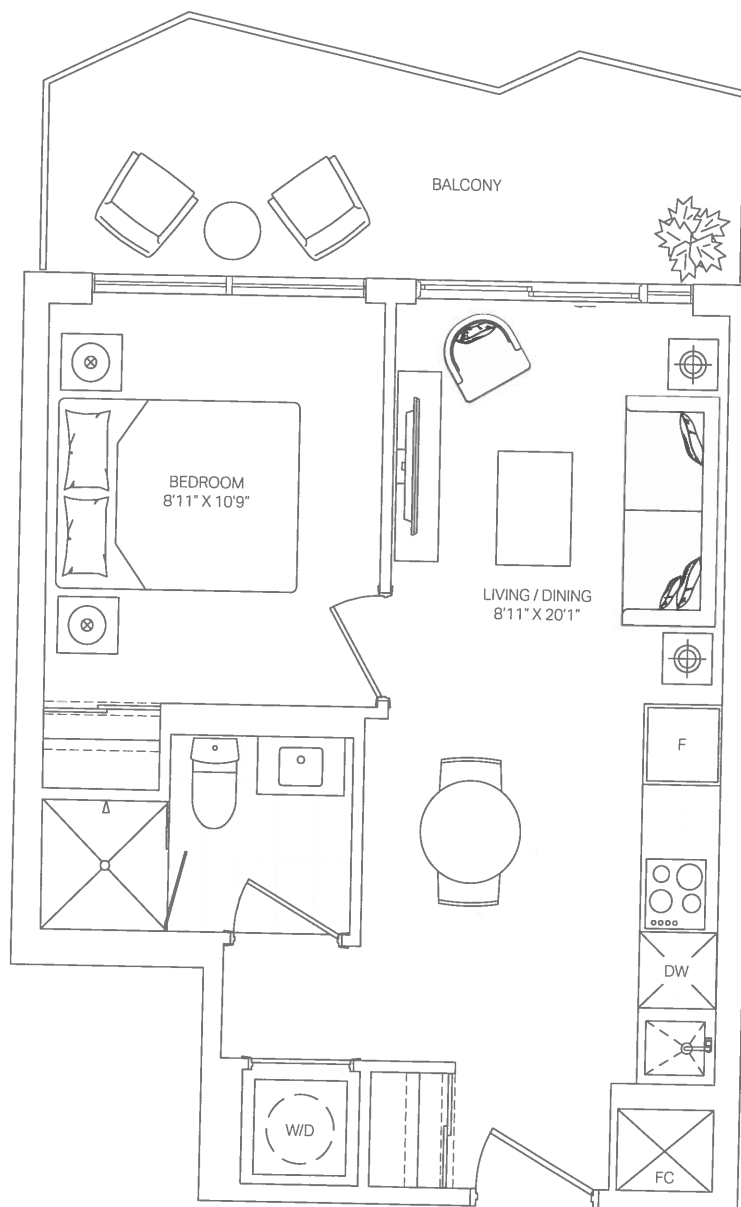 BALCONY
BEDROOM
8'11" X 10'9"
LIVING / DINING
8'11" X 20'1"
F
DW
W/D
FC